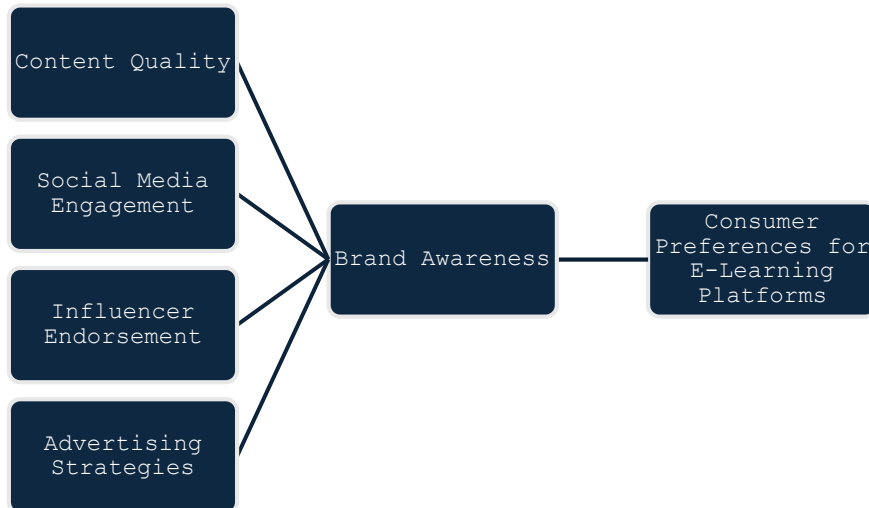 Content Quality
Social Media
Engagement
Influencer
Endorsement
Advertising
Strategies
Brand Awareness
Consumer
Preferences for
E-Learning
Platforms